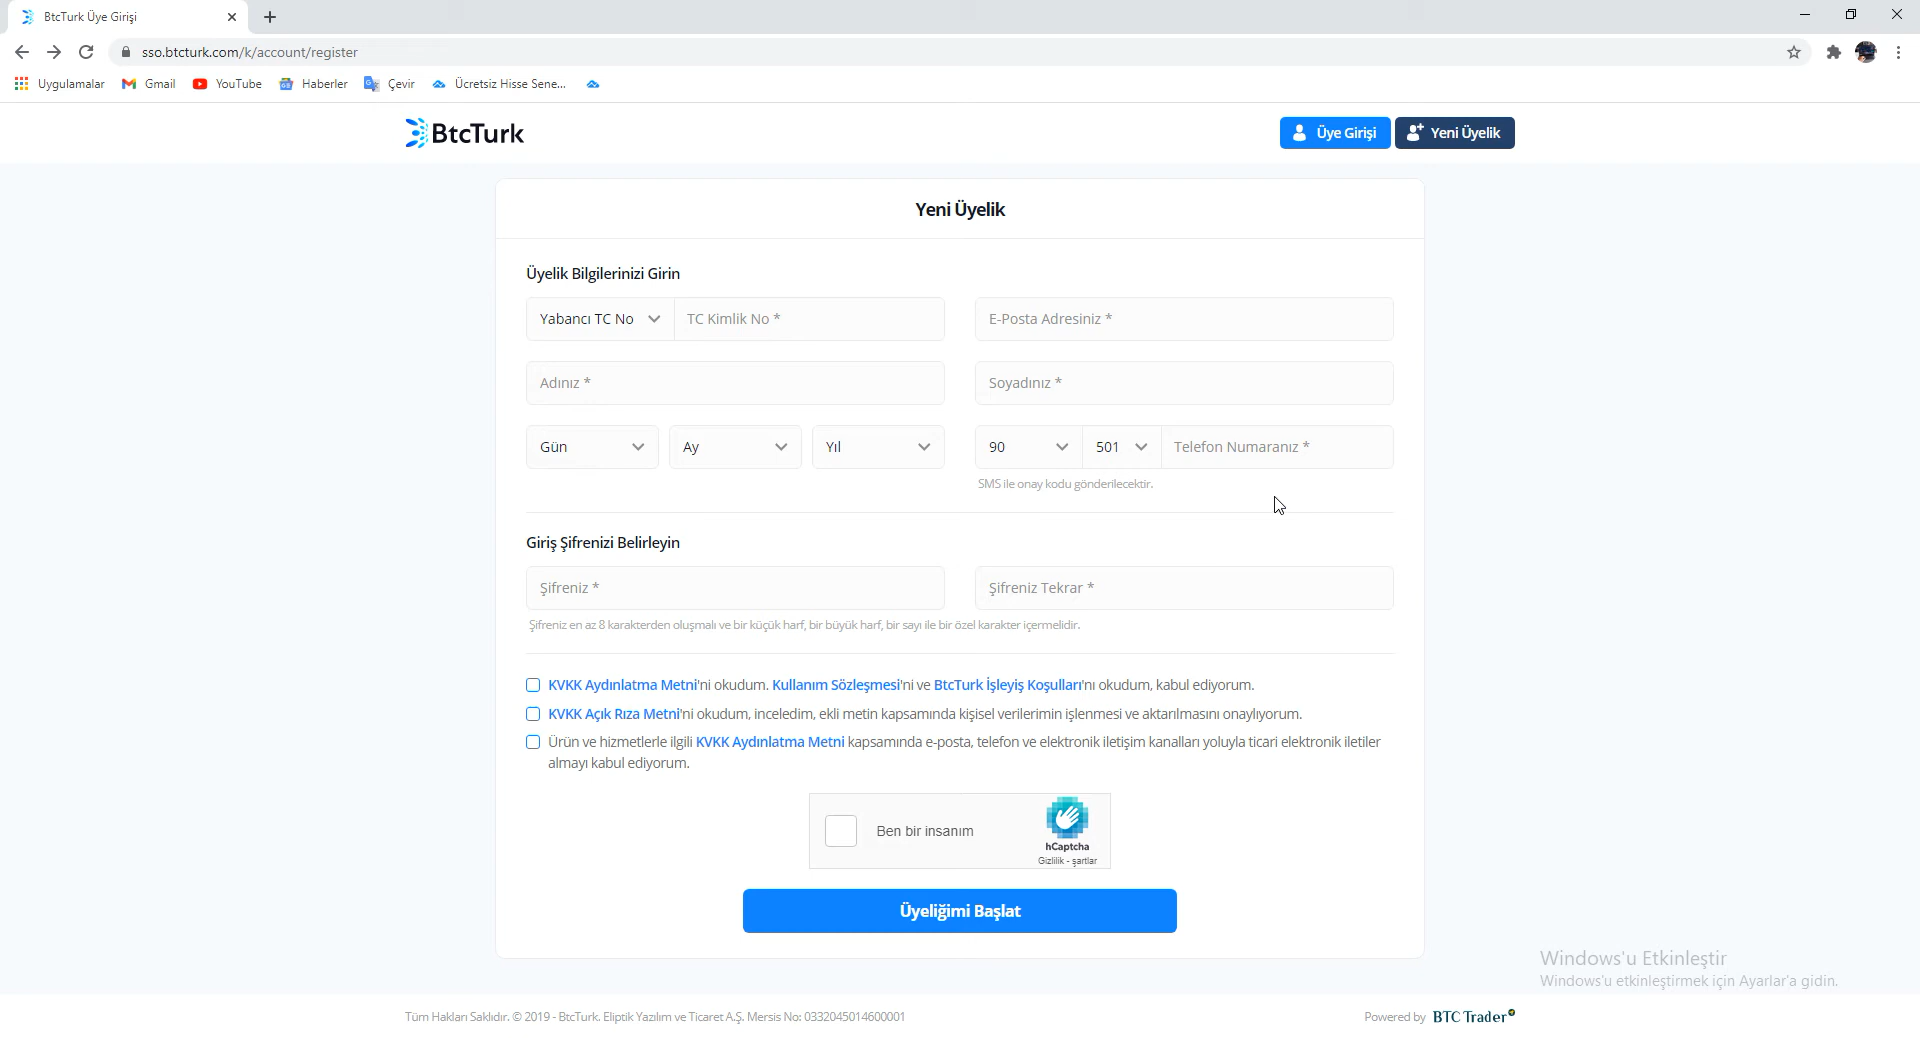 BtcTurk Üye Girişi
sso.btcturk.com/k/account/register
Uygulamalar Gmail YouTube Haberler Çevir Ücretsiz Hisse Sene...
BtcTurk
Üye Girişi Yeni Üyelik
Yeni Üyelik
Üyelik Bilgilerinizi Girin
Yabancı TC No TC Kimlik No * E-Posta Adresiniz *
Adınız * Soyadınız *
Gün Ay Yıl 90 501 Telefon Numaranız *
SMS ile onay kodu gönderilecektir.
Giriş Şifrenizi Belirleyin
Şifreniz * Şifreniz Tekrar *
Şifreniz en az 8 karakterden oluşmalı ve bir küçük harf, bir büyük harf, bir sayı ile bir özel karakter içermelidir.
KVKK Aydınlatma Metni'ni okudum. Kullanım Sözleşmesi'ni ve BtcTurk İşleyiş Koşulları'nı okudum, kabul ediyorum.
KVKK Açık Rıza Metni'ni okudum, inceledim, ekli metin kapsamında kişisel verilerimin işlenmesi ve aktarılmasını onaylıyorum.
Ürün ve hizmetlerle ilgili KVKK Aydınlatma Metni kapsamında e-posta, telefon ve elektronik iletişim kanalları yoluyla ticari elektronik iletiler
almayı kabul ediyorum.
Ben bir insanım
hCaptcha
Gizlilik - şartlar
Üyeliğimi Başlat
Windows'u Etkinleştir
Windows'u etkinleştirmek için Ayarlar'a gidin.
Tüm Hakları Saklıdır. © 2019 - BtcTurk. Eliptik Yazılım ve Ticaret A.Ş. Mersis No: 0332045014600001
Powered by BTC Trader